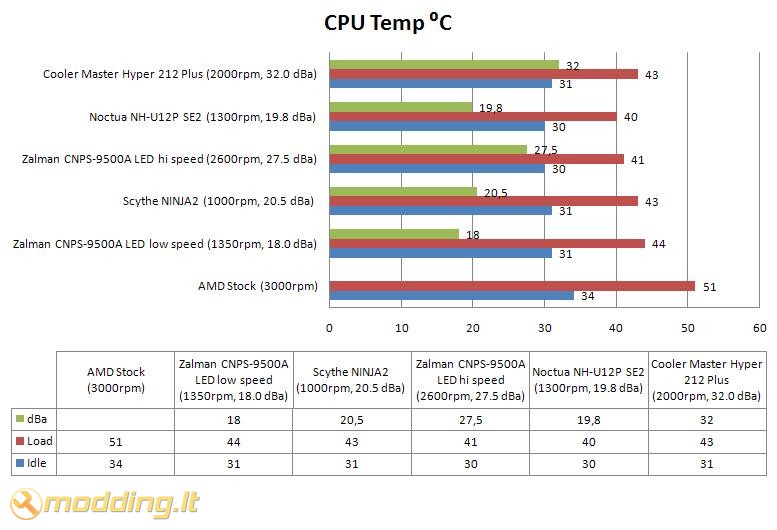 CPU Temp ⁰C
Cooler Master Hyper 212 Plus (2000rpm, 32.0 dBa)
32
43
31
Noctua NH-U12P SE2 (1300rpm, 19.8 dBa)
19,8
40
30
Zalman CNPS-9500A LED hi speed (2600rpm, 27.5 dBa)
27,5
41
30
Scythe NINJA2 (1000rpm, 20.5 dBa)
20,5
43
31
Zalman CNPS-9500A LED low speed (1350rpm, 18.0 dBa)
18
44
31
AMD Stock (3000rpm)
51
34
0 10 20 30 40 50 60
AMD Stock
(3000rpm)
Zalman CNPS-9500A
LED low speed
(1350rpm, 18.0 dBa)
Scythe NINJA2
(1000rpm, 20.5 dBa)
Zalman CNPS-9500A
LED hi speed
(2600rpm, 27.5 dBa)
Noctua NH-U12P SE2
(1300rpm, 19.8 dBa)
Cooler Master Hyper
212 Plus
(2000rpm, 32.0 dBa)
dBa 18 20,5 27,5 19,8 32
Load 51 44 43 41 40 43
Idle 34 31 31 30 30 31
modding.lt